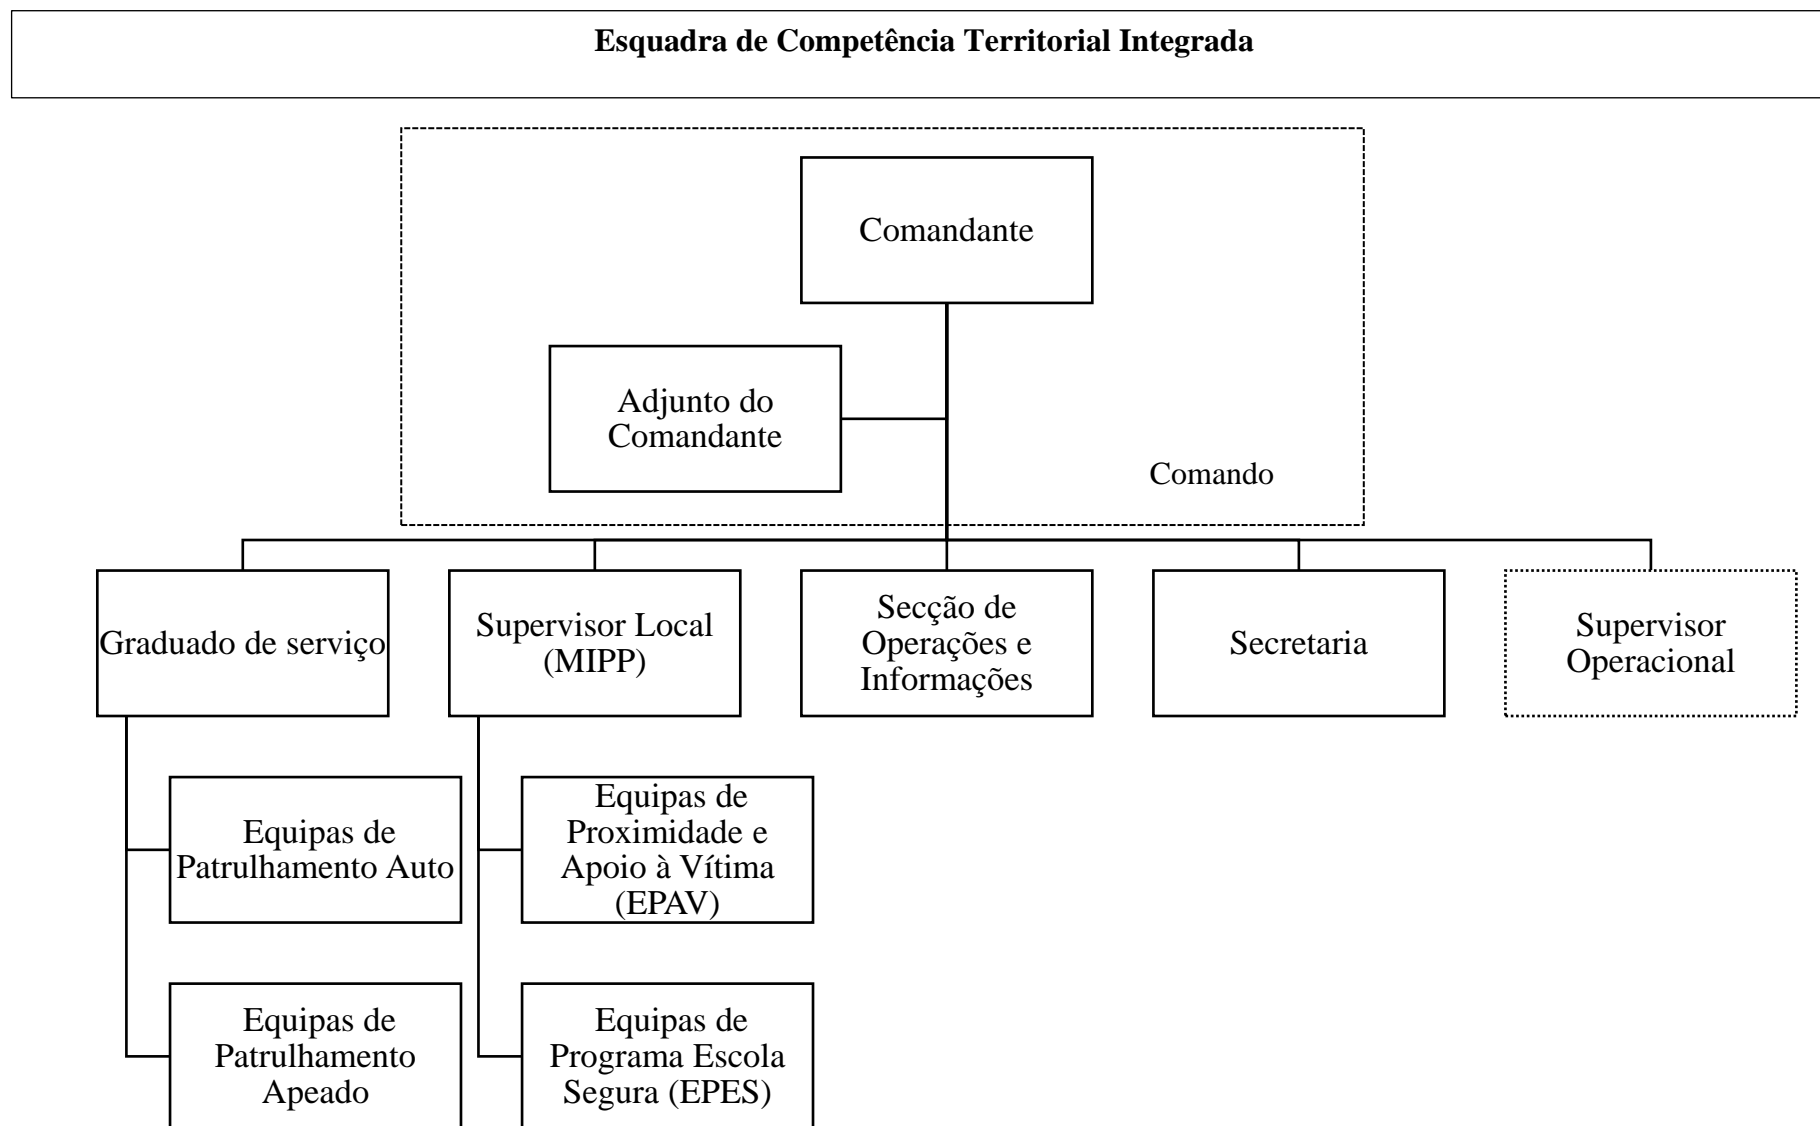 Esquadra de Competência Territorial Integrada
Comandante
Adjunto do
Comandante
Comando
Graduado de serviço
Supervisor Local
(MIPP)
Secção de
Operações e
Informações
Secretaria
Supervisor
Operacional
Equipas de
Patrulhamento Auto
Equipas de
Proximidade e
Apoio à Vítima
(EPAV)
Equipas de
Patrulhamento
Apeado
Equipas de
Programa Escola
Segura (EPES)